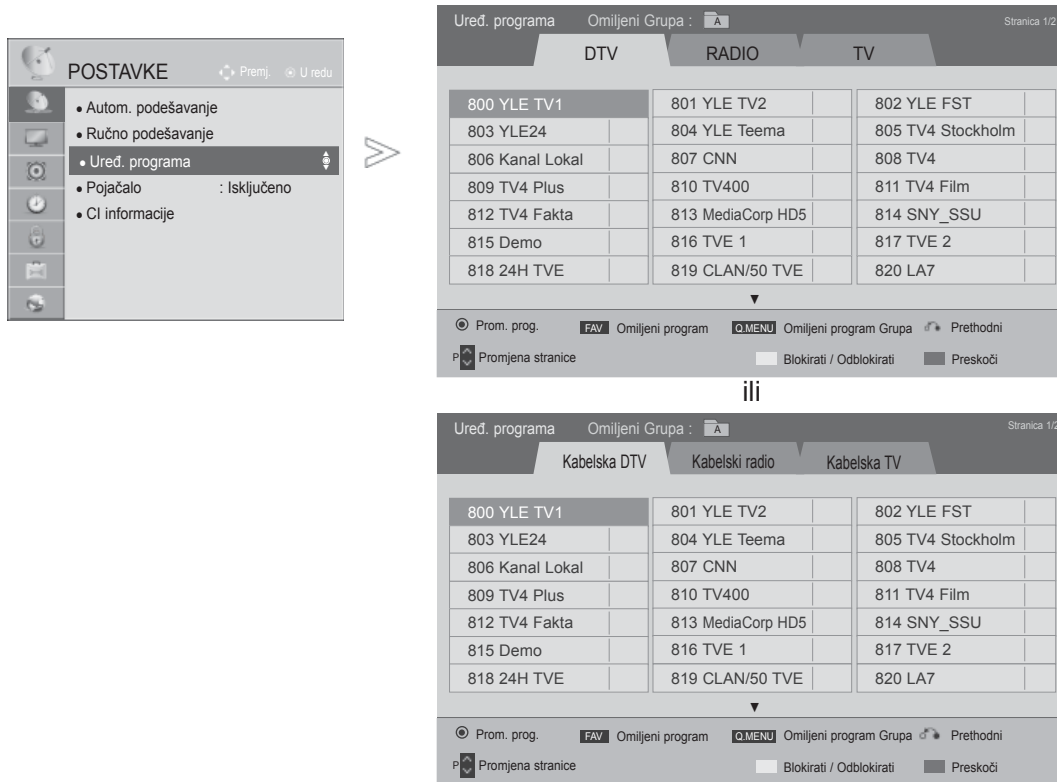 POSTAVKE Premj. U redu
• Autom. podešavanje
• Ručno podešavanje
• Uređ. programa
• Pojačalo : Isključeno
• CI informacije
Uređ. programa Omiljeni Grupa : A Stranica 1/2
DTV RADIO TV
800 YLE TV1 801 YLE TV2 802 YLE FST
803 YLE24 804 YLE Teema 805 TV4 Stockholm
806 Kanal Lokal 807 CNN 808 TV4
809 TV4 Plus 810 TV400 811 TV4 Film
812 TV4 Fakta 813 MediaCorp HD5 814 SNY_SSU
815 Demo 816 TVE 1 817 TVE 2
818 24H TVE 819 CLAN/50 TVE 820 LA7
▼
Prom. prog. FAV Omiljeni program Q.MENU Omiljeni program Grupa Prethodni
P Promjena stranice Blokirati / Odblokirati Preskoči
ili
Uređ. programa Omiljeni Grupa : A Stranica 1/2
Kabelska DTV Kabelski radio Kabelska TV
800 YLE TV1 801 YLE TV2 802 YLE FST
803 YLE24 804 YLE Teema 805 TV4 Stockholm
806 Kanal Lokal 807 CNN 808 TV4
809 TV4 Plus 810 TV400 811 TV4 Film
812 TV4 Fakta 813 MediaCorp HD5 814 SNY_SSU
815 Demo 816 TVE 1 817 TVE 2
818 24H TVE 819 CLAN/50 TVE 820 LA7
▼
Prom. prog. FAV Omiljeni program Q.MENU Omiljeni program Grupa Prethodni
P Promjena stranice Blokirati / Odblokirati Preskoči